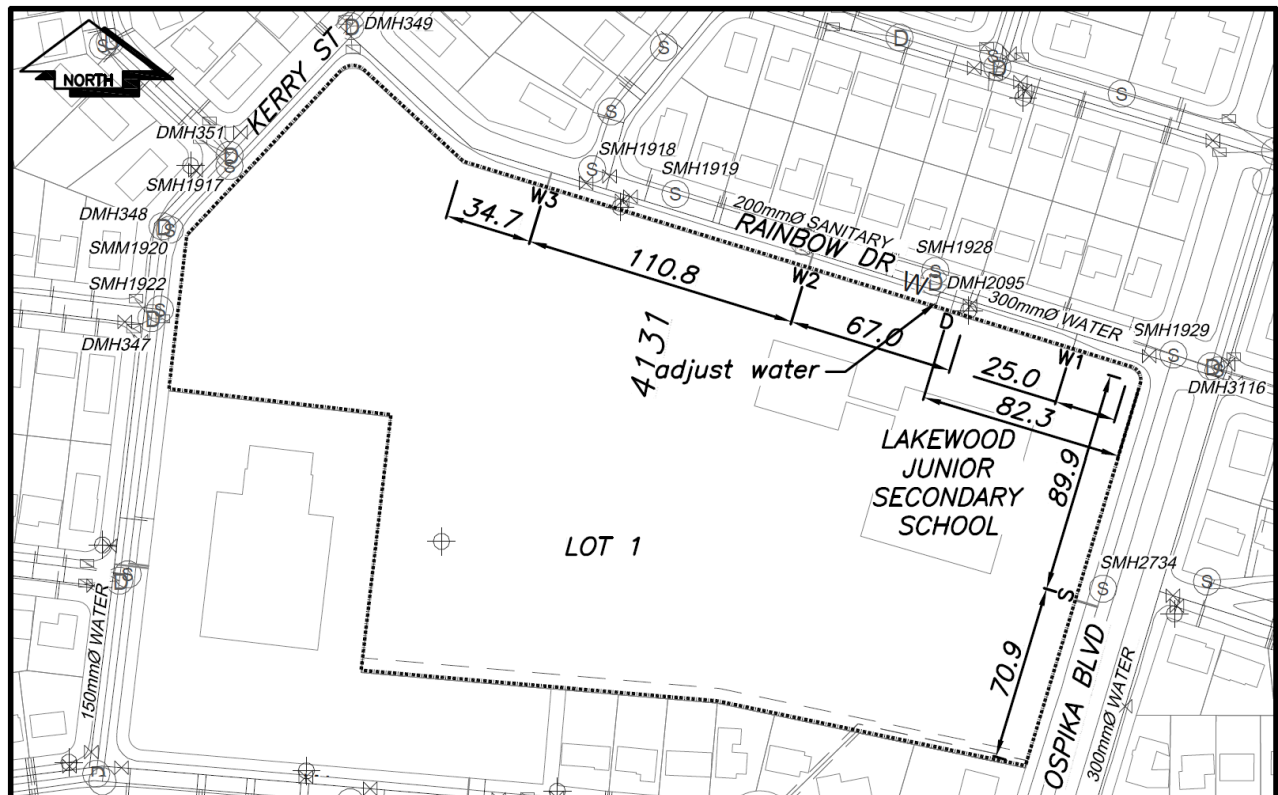 NORTH
KERRY ST
DMH349
DMH351
SMH1917
DMH348
SMM1920
SMH1922
DMH347
SMH1918
SMH1919
200mmØ SANITARY
RAINBOW DR
SMH1928
W
D
DMH2095
300mmØ WATER
SMH1929
DMH3116
W3
34.7
110.8
W2
67.0
D
W1
25.0
82.3
4131
adjust water
LAKEWOOD
JUNIOR
SECONDARY
SCHOOL
89.9
LOT 1
SMH2734
S
70.9
OSPIKA BLVD
300mmØ WATER
150mmØ WATER